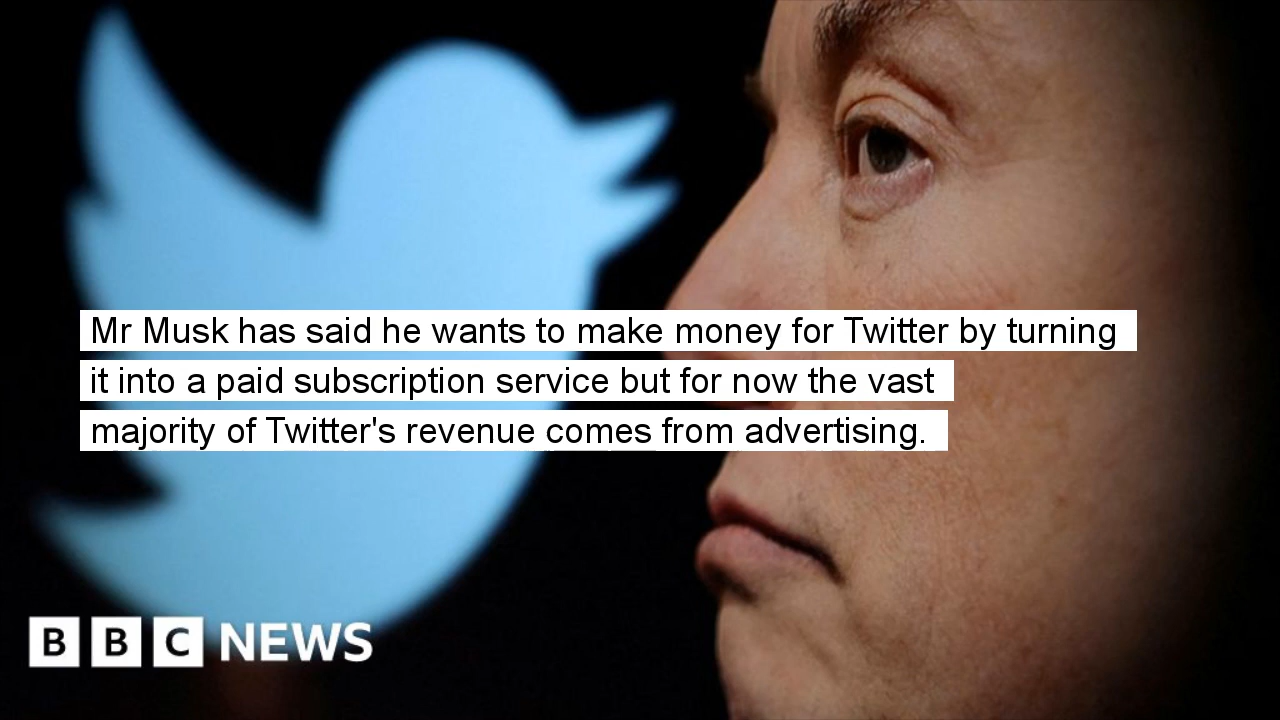 Mr Musk has said he wants to make money for Twitter by turning
it into a paid subscription service but for now the vast
majority of Twitter's revenue comes from advertising.
BBC NEWS